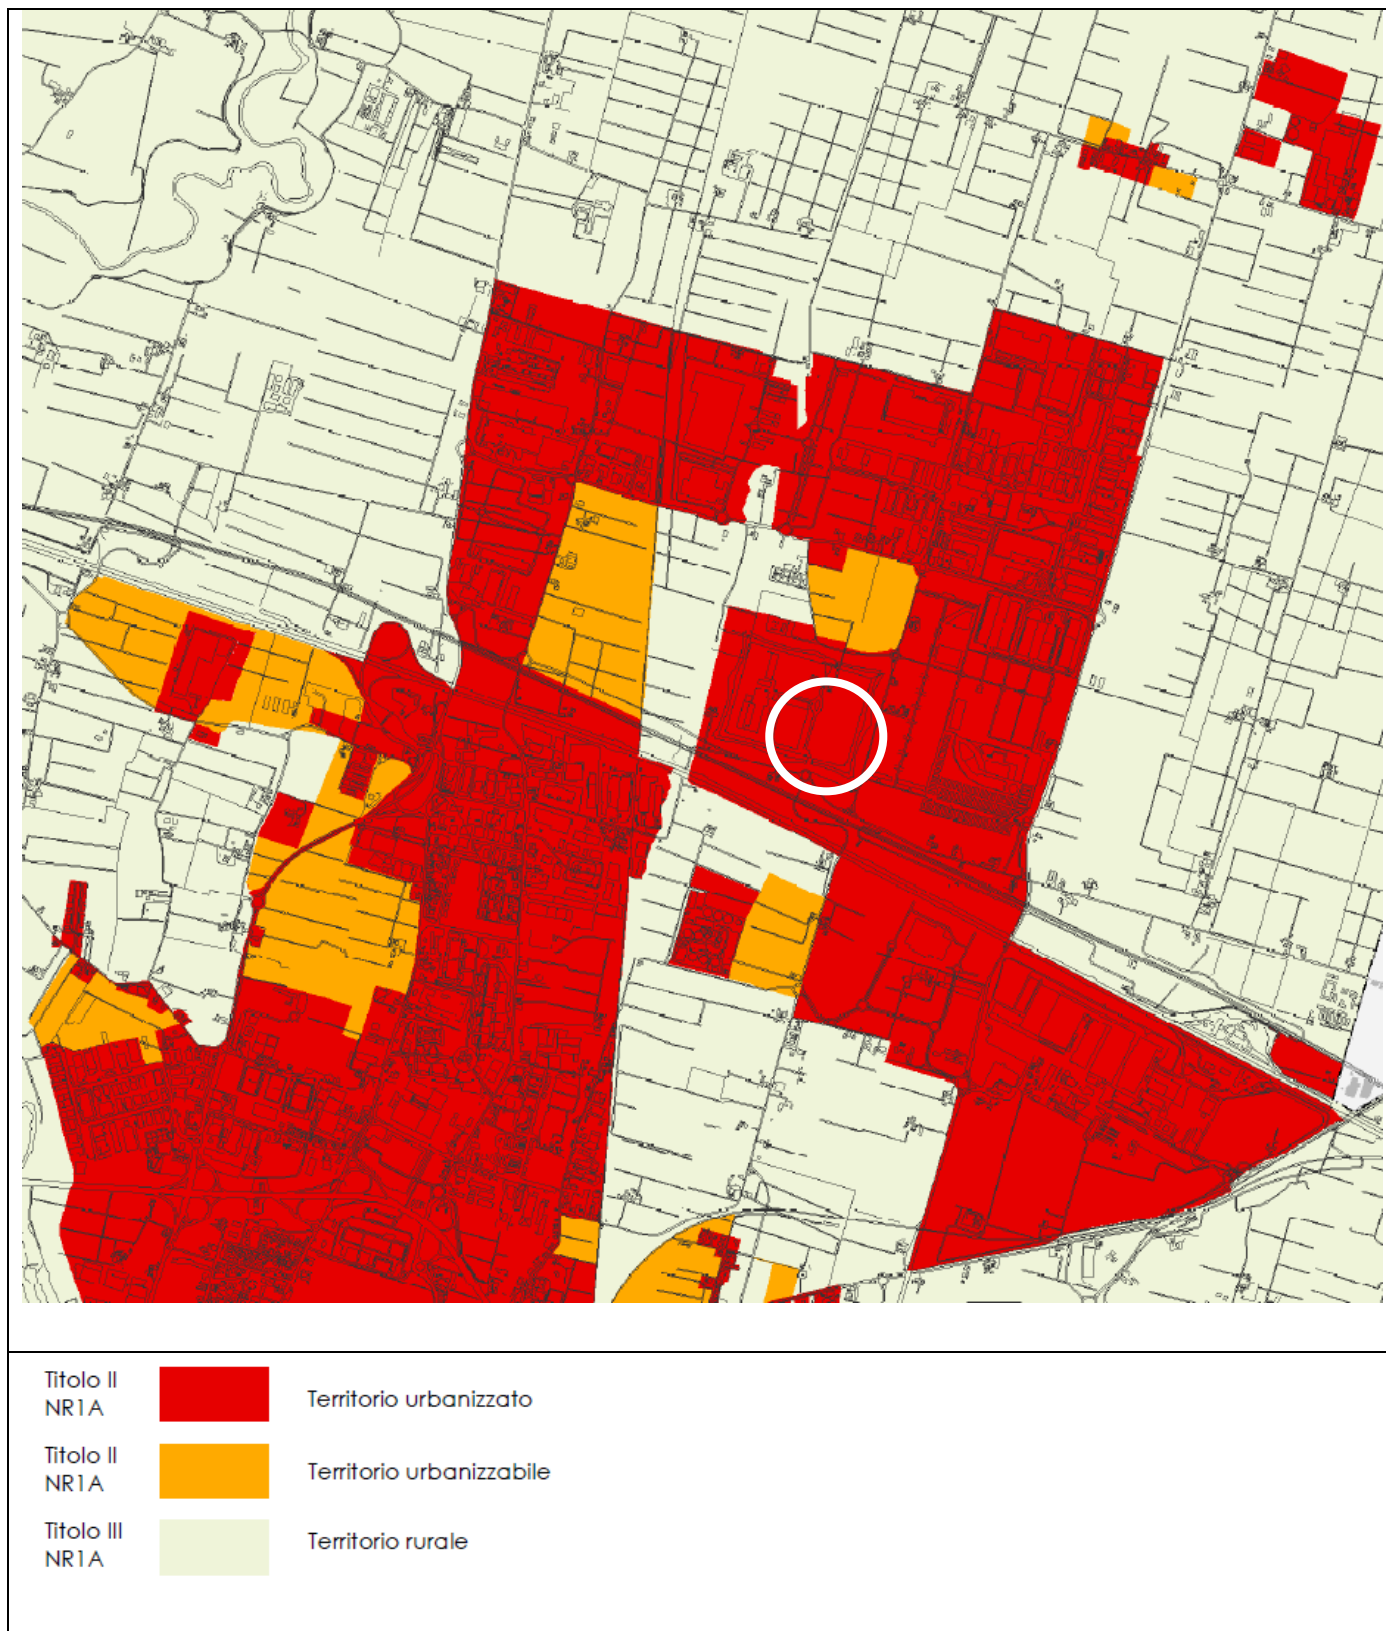 Titolo II
NR1A
Territorio urbanizzato
Titolo II
NR1A
Territorio urbanizzabile
Titolo III
NR1A
Territorio rurale